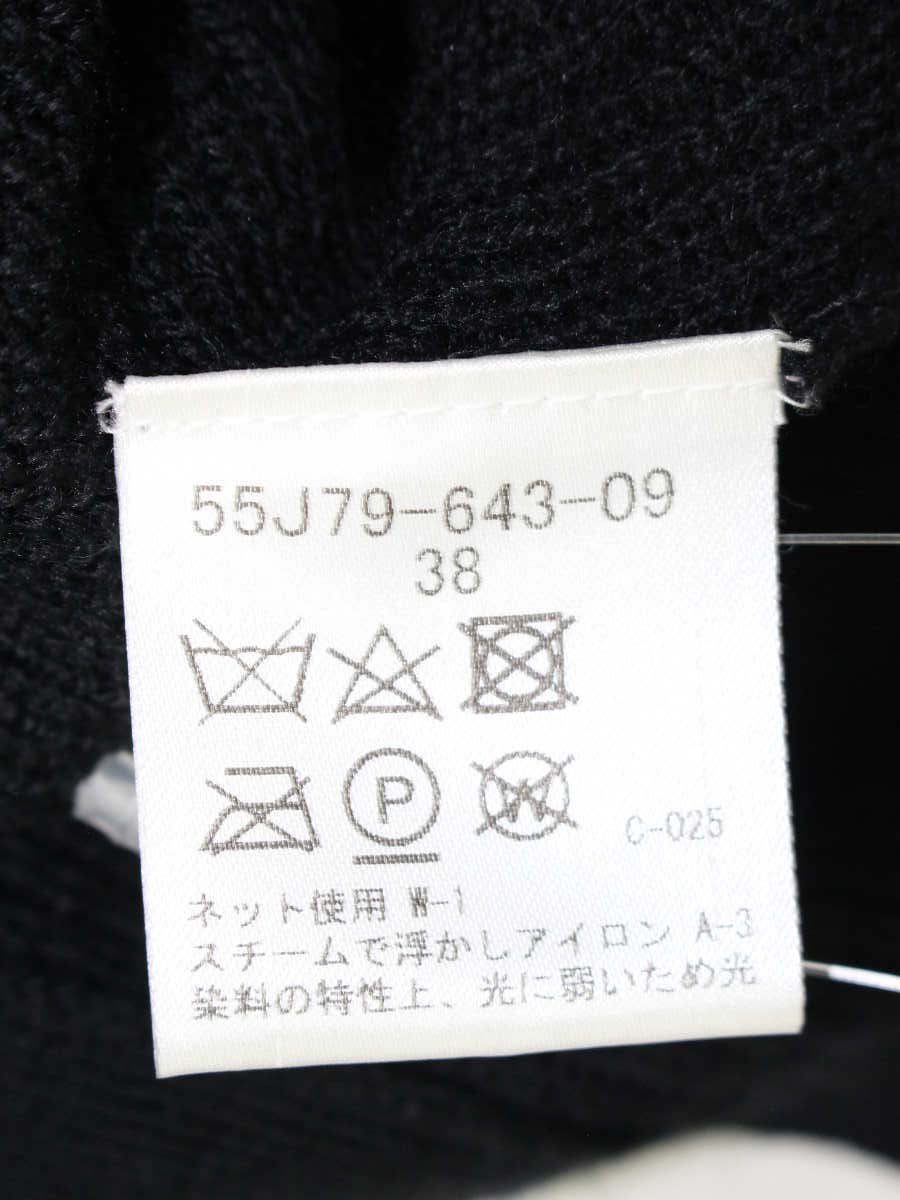 55J79-643-09
38
P
W
C-025
ネット使用 W-1
スチームで浮かしアイロン A-3
染料の特性上、光に弱いため光